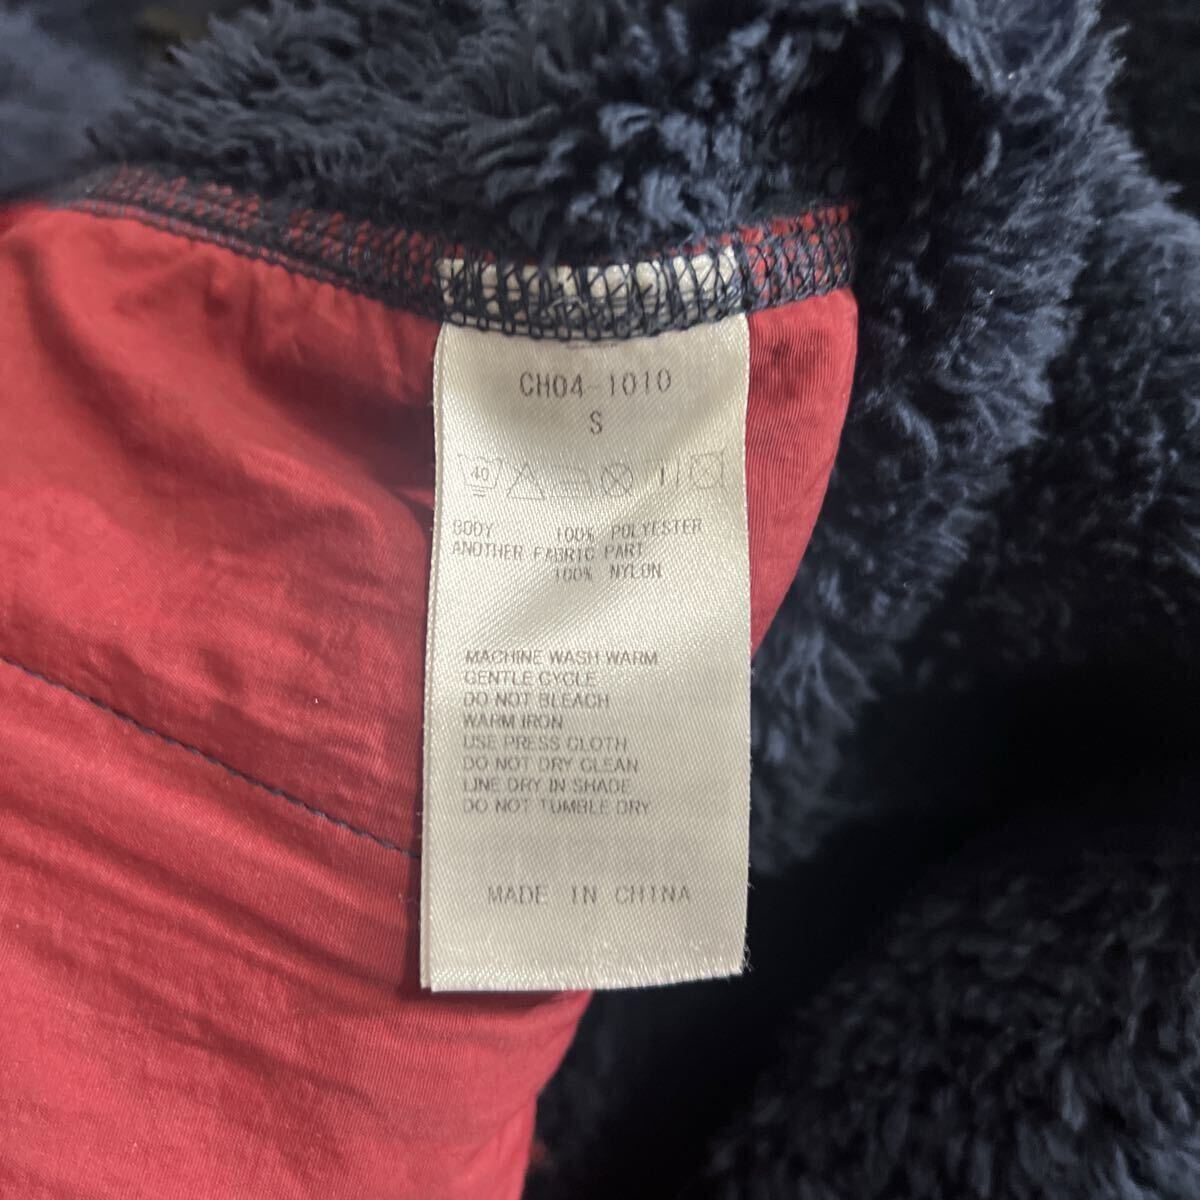 CH04-1010
S
40
BODY 100% POLYESTER
ANOTHER FABRIC PART
100% NYLON
MACHINE WASH WARM
GENTLE CYCLE
DO NOT BLEACH
WARM IRON
USE PRESS CLOTH
DO NOT DRY CLEAN
LINE DRY IN SHADE
DO NOT TUMBLE DRY
MADE IN CHINA